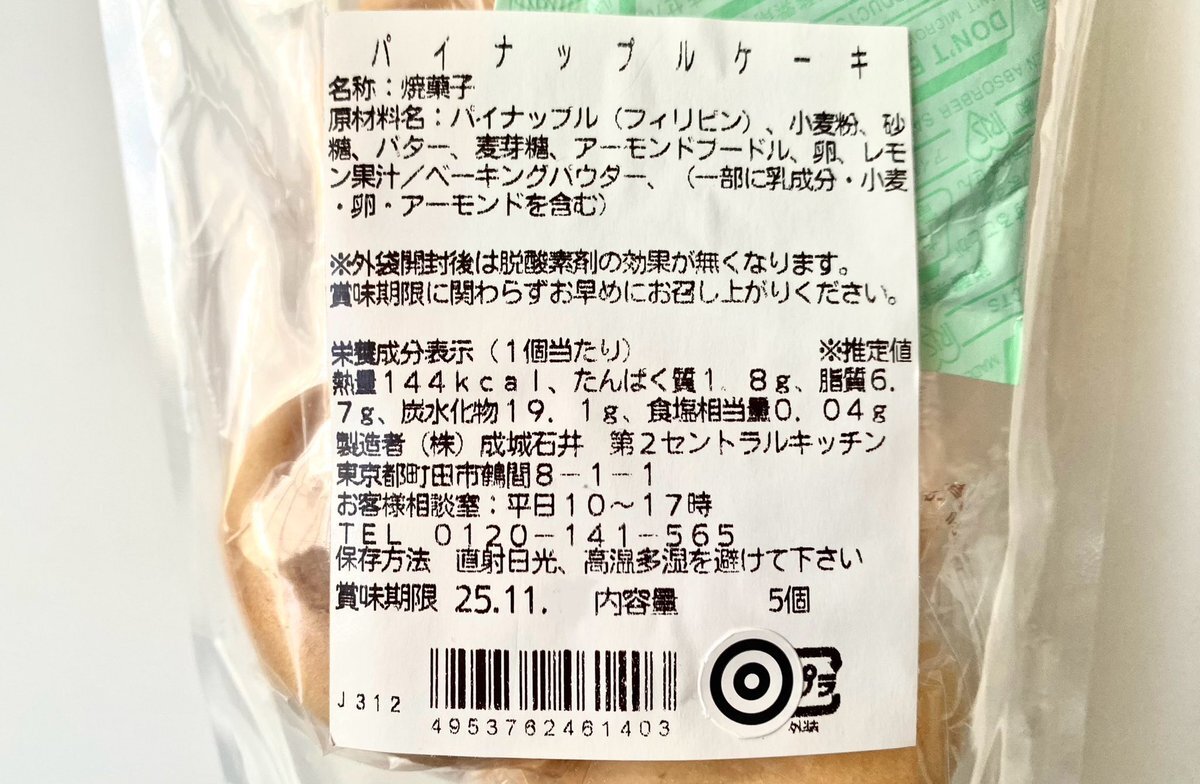 パイナップルケーキ
名称：焼菓子
原材料名：パイナップル（フィリピン）、小麦粉、砂
糖、バター、麦芽糖、アーモンドプードル、卵、レモ
ン果汁／ベーキングパウダー、（一部に乳成分・小麦
・卵・アーモンドを含む）
※外袋開封後は脱酸素剤の効果が無くなります。
賞味期限に関わらずお早めにお召し上がりください。
栄養成分表示（１個当たり） ※推定値
熱量１４４ｋｃａｌ、たんぱく質１．８ｇ、脂質６．
７ｇ、炭水化物１９．１ｇ、食塩相当量０．０４ｇ
製造者（株）成城石井 第２セントラルキッチン
東京都町田市鶴間８－１－１
お客様相談室：平日１０～１７時
ＴＥＬ ０１２０－１４１－５６５
保存方法 直射日光、高温多湿を避けて下さい
賞味期限 25.11. 内容量 5個
J312
4953762461403
プラ
外装
DON'T